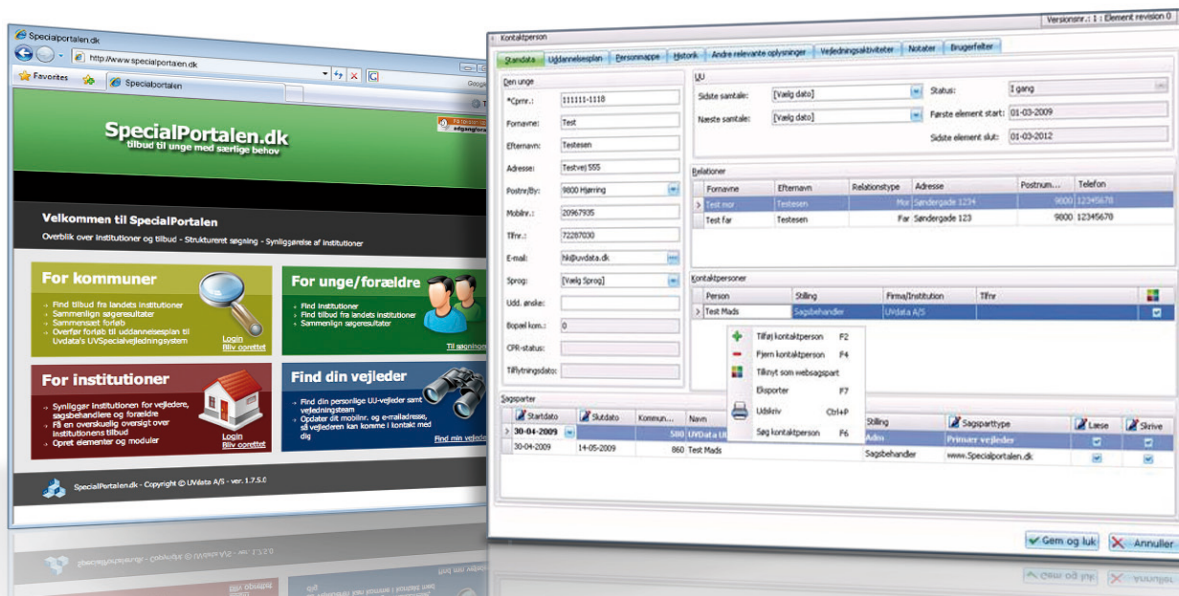 Specialportalen.dk
http://www.specialportalen.dk
Favorites
Specialportalen
SpecialPortalen.dk
tilbud til unge med særlige behov
Velkommen til SpecialPortalen
Overblik over institutioner og tilbud - Struktureret søgning - Synliggørelse af institutioner
For kommuner
Find tilbud fra landets institutioner
Sammenlign søgeresultater
Sammensæt forløb
Overfør forløb til uddannelsesplan til
Uvdata's UVSpecialvejledningsystem
Login
Bliv oprettet
For unge/forældre
Find institutioner
Find tilbud fra landets institutioner
Sammenlign søgeresultater
Til søgningen
For institutioner
Synliggør institutionen for vejledere,
sagsbehandlere og forældre
Få en overskuelig oversigt over
institutionens tilbud
Opret elementer og moduler
Login
Bliv oprettet
Find din vejleder
Find din personlige UU-vejleder samt
vejledningsteam
Opdater dit mobilnr. og e-mailadresse,
så vejlederen kan komme i kontakt med
dig
Find min vejleder
SpecialPortalen.dk - Copyright © UVdata A/S - ver. 1.7.5.0
Versionsnr.: 1 : Element revision 0
Kontaktperson
Standata Uddannelsesplan Personmappe Historik Andre relevante oplysninger Vejledningsaktiviteter Notater Brugerfelter
Den unge
*Cprnr.: 111111-1118
Fornavne: Test
Efternavn: Testesen
Adresse: Testvej 555
Postnr/By: 9800 Hjørring
Mobilnr.: 20967935
Tlfnr.: 72287030
E-mail: hk@uvdata.dk
Sprog: [Vælg Sprog]
Udd. ønske:
Bopæl kom.: 0
CPR-status:
Tilflytningsdato:
UU
Sidste samtale: [Vælg dato] Status: I gang
Næste samtale: [Vælg dato] Første element start: 01-03-2009
Sidste element slut: 01-03-2012
Relationer
Fornavne Efternavn Relationstype Adresse Postnum... Telefon
Test mor Testesen Mor Søndergade 1234 9800 12345678
Test far Testesen Far Søndergade 123 9800 12345678
Kontaktpersoner
Person Stilling Firma/Institution Tlfnr
Test Mads Sagsbehandler UVdata A/S
Tilføj kontaktperson F2
Fjern kontaktperson F4
Tilknyt som websagspart
Eksporter F7
Udskriv Ctrl+P
Søg kontaktperson F6
Sagsparter
Startdato Slutdato Kommun... Navn Stilling Sagsparttype Læse Skrive
30-04-2009 580 UVData Adm Primær vejleder
30-04-2009 14-05-2009 860 Test Mads Sagsbehandler www.Specialportalen.dk
Gem og luk Annuller